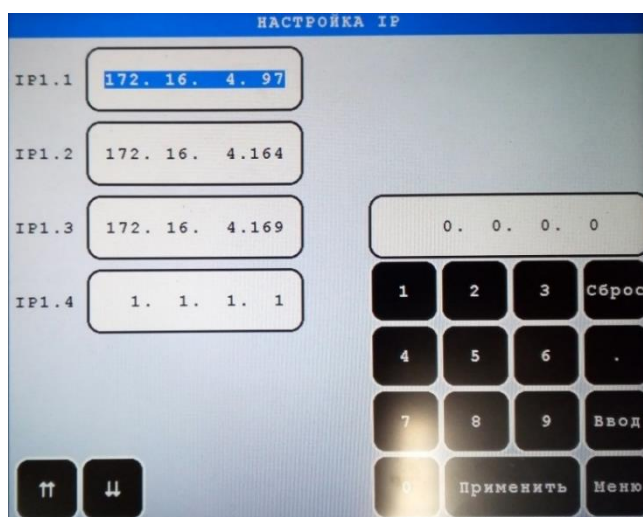 НАСТРОЙКА IP
IP1.1 172. 16. 4. 97
IP1.2 172. 16. 4.164
IP1.3 172. 16. 4.169
IP1.4 1. 1. 1. 1
0. 0. 0. 0
1 2 3 Сброс
4 5 6 .
7 8 9 Ввод
0 Применить Меню
⇈ ⇊